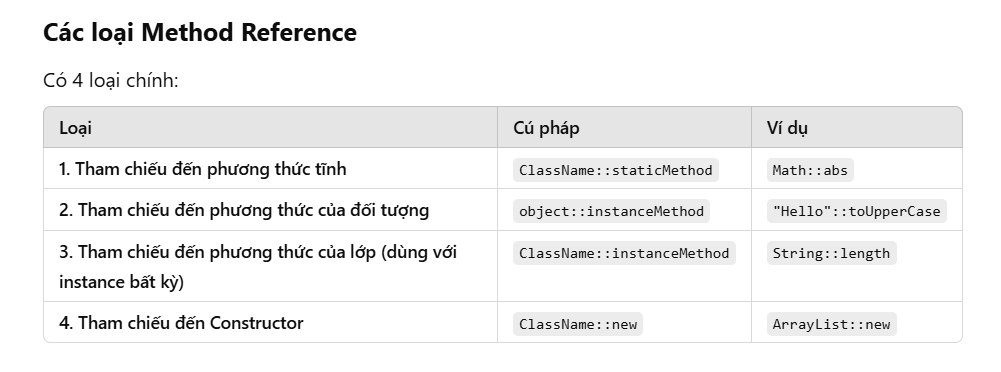 Các loại Method Reference
Có 4 loại chính:
Loại Cú pháp Ví dụ
1. Tham chiếu đến phương thức tĩnh ClassName::staticMethod Math::abs
2. Tham chiếu đến phương thức của đối tượng object::instanceMethod "Hello"::toUpperCase
3. Tham chiếu đến phương thức của lớp (dùng với ClassName::instanceMethod String::length
instance bất kỳ)
4. Tham chiếu đến Constructor ClassName::new ArrayList::new